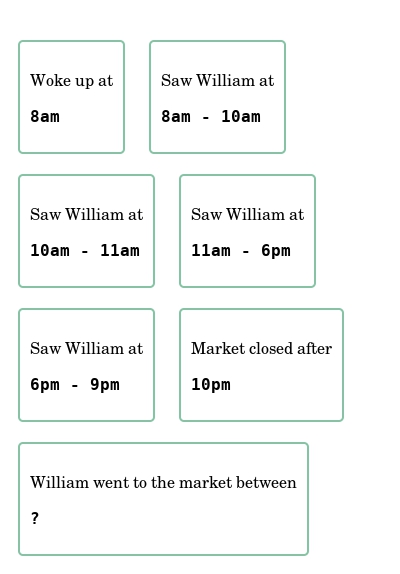 Woke up at
8am
Saw William at
8am - 10am
Saw William at
10am - 11am
Saw William at
11am - 6pm
Saw William at
6pm - 9pm
Market closed after
10pm
William went to the market between
?